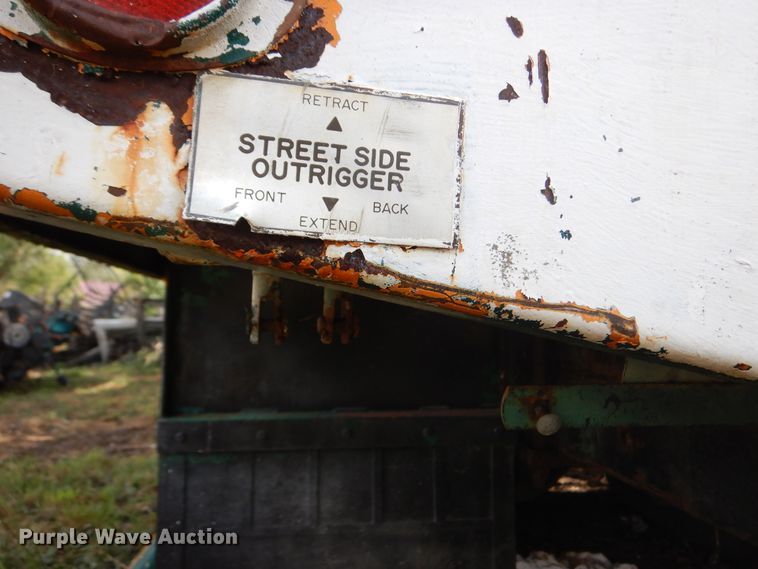 RETRACT
▲
STREET SIDE
OUTRIGGER
FRONT ▼ BACK
EXTEND
Purple Wave Auction